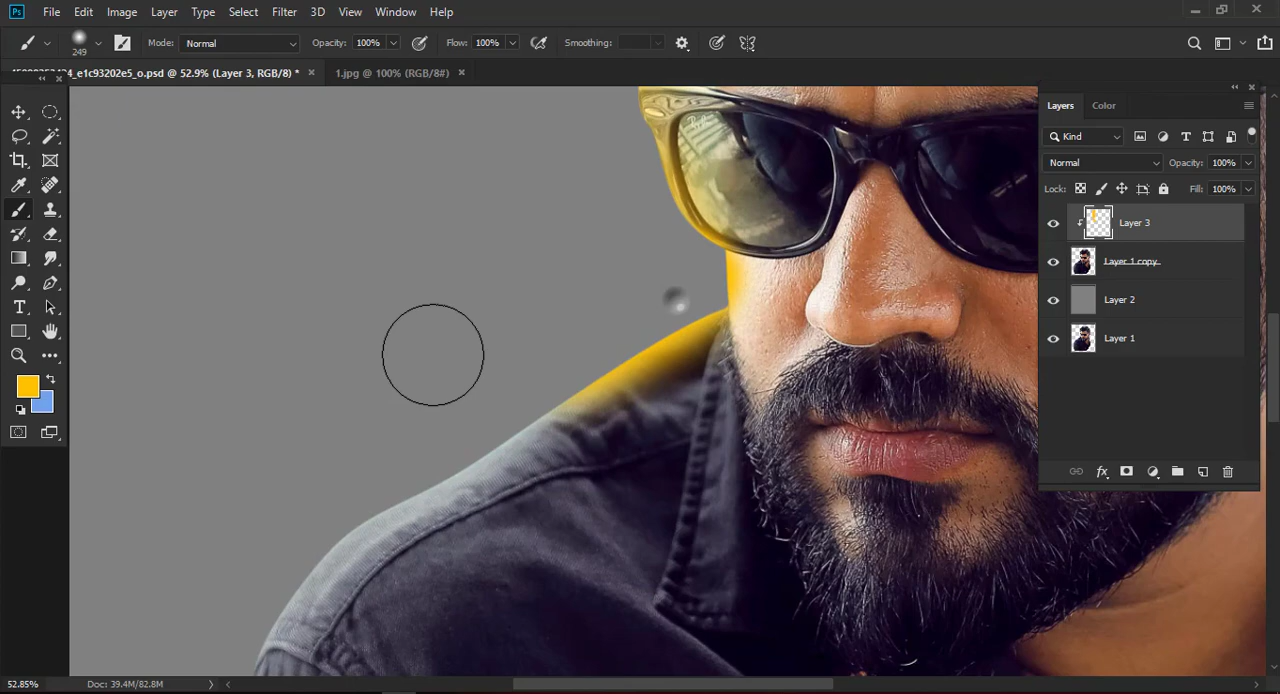 Ps File Edit Image Layer Type Select Filter 3D View Window Help
249 Mode: Normal Opacity: 100% Flow: 100% Smoothing:
_e1c93202e5_o.psd @ 52.9% (Layer 3, RGB/8) * × 1.jpg @ 100% (RGB/8#) ×
Layers Color
Kind
Normal Opacity: 100%
Lock: Fill: 100%
Layer 3
Layer 1 copy
Layer 2
Layer 1
fx
52.85% Doc: 39.4M/82.8M